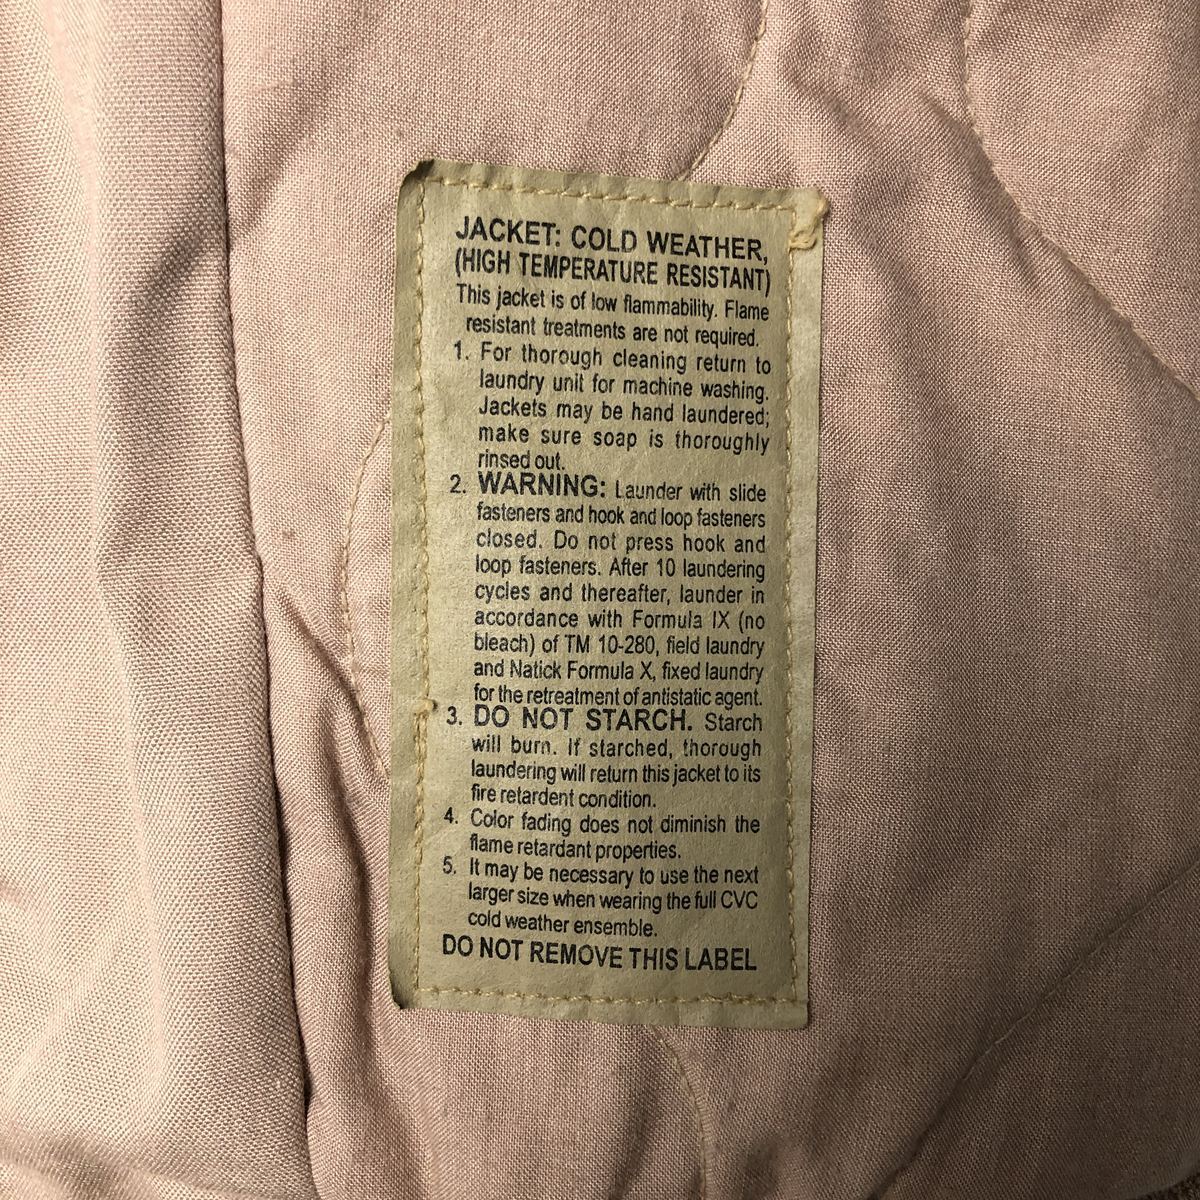 JACKET: COLD WEATHER,
(HIGH TEMPERATURE RESISTANT)
This jacket is of low flammability. Flame
resistant treatments are not required.
1. For thorough cleaning return to
laundry unit for machine washing.
Jackets may be hand laundered;
make sure soap is thoroughly
rinsed out.
2. WARNING: Launder with slide
fasteners and hook and loop fasteners
closed. Do not press hook and
loop fasteners. After 10 laundering
cycles and thereafter, launder in
accordance with Formula IX (no
bleach) of TM 10-280, field laundry
and Natick Formula X, fixed laundry
for the retreatment of antistatic agent.
3. DO NOT STARCH. Starch
will burn. If starched, thorough
laundering will return this jacket to its
fire retardent condition.
4. Color fading does not diminish the
flame retardant properties.
5. It may be necessary to use the next
larger size when wearing the full CVC
cold weather ensemble.
DO NOT REMOVE THIS LABEL